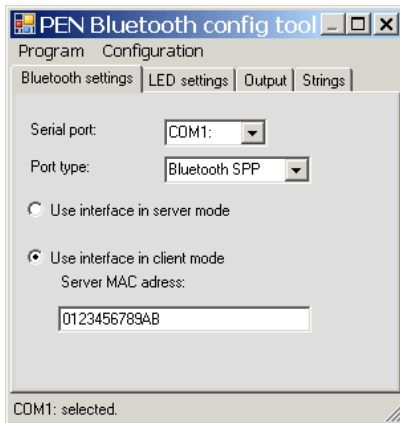 PEN Bluetooth config tool
Program Configuration
Bluetooth settings LED settings Output Strings
Serial port: COM1:
Port type: Bluetooth SPP
Use interface in server mode
Use interface in client mode
Server MAC adress:
0123456789AB
COM1: selected.